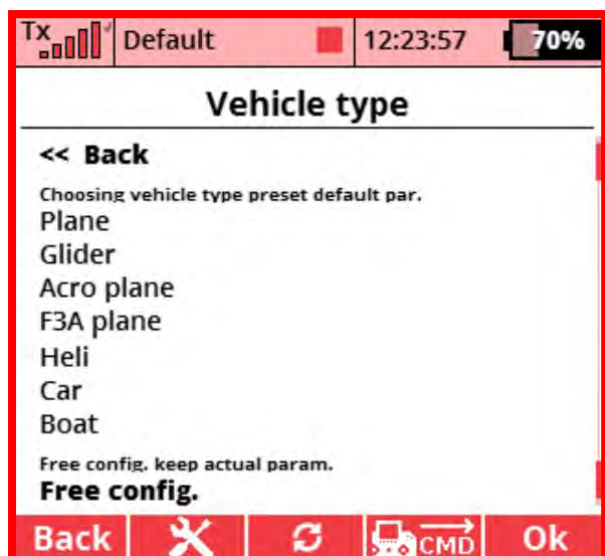 Tx Default 12:23:57 70%
Vehicle type
<< Back
Choosing vehicle type preset default par.
Plane
Glider
Acro plane
F3A plane
Heli
Car
Boat
Free config. keep actual param.
Free config.
Back CMD Ok